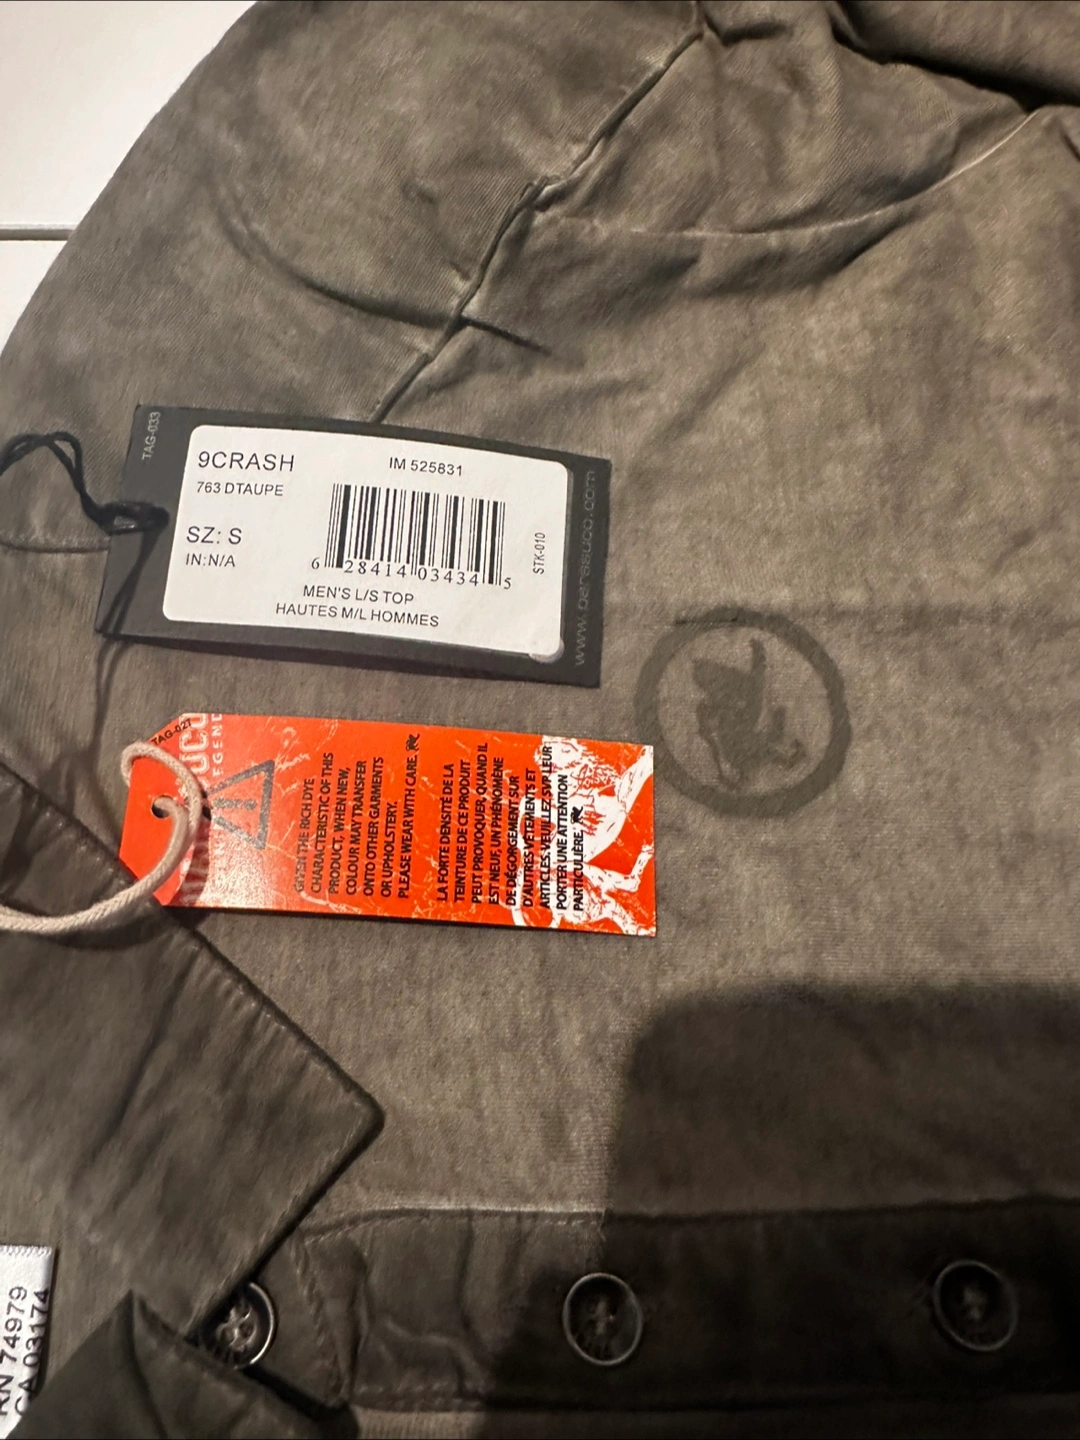 TAG-033
9CRASH
IM 525831
763 DTAUPE
SZ: S
IN:N/A
6 28414 03434 5
STK-010
MEN'S L/S TOP
HAUTES M/L HOMMES
www.parasuco.com
TAG-027
GIVEN THE RICH DYE
CHARACTERISTIC OF THIS
PRODUCT, WHEN NEW,
COLOUR MAY TRANSFER
ONTO OTHER GARMENTS
OR UPHOLSTERY.
PLEASE WEAR WITH CARE.
LA FORTE DENSITÉ DE LA
TEINTURE DE CE PRODUIT
PEUT PROVOQUER, QUAND IL
EST NEUF, UN PHÉNOMÈNE
DE DÉGORGEMENT SUR
D'AUTRES VÊTEMENTS ET
ARTICLES. VEUILLEZ SVP LEUR
PORTER UNE ATTENTION
PARTICULIÈRE.
RN 74979
CA 03174